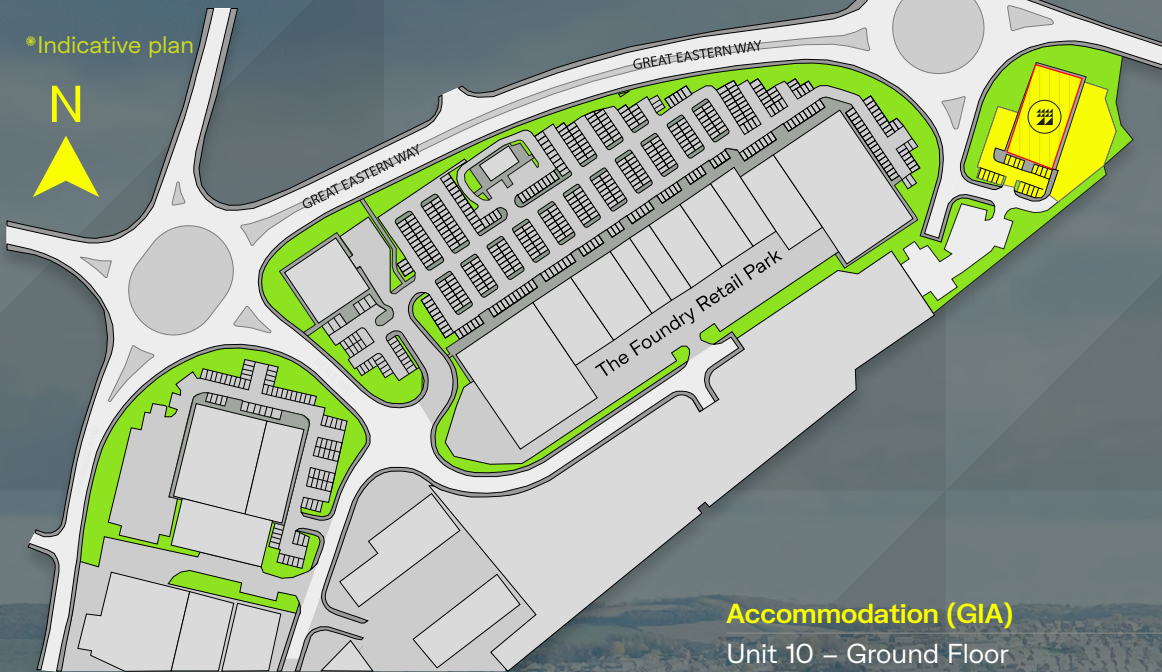 *Indicative plan
N
GREAT EASTERN WAY
GREAT EASTERN WAY
The Foundry Retail Park
Accommodation (GIA)
Unit 10 – Ground Floor